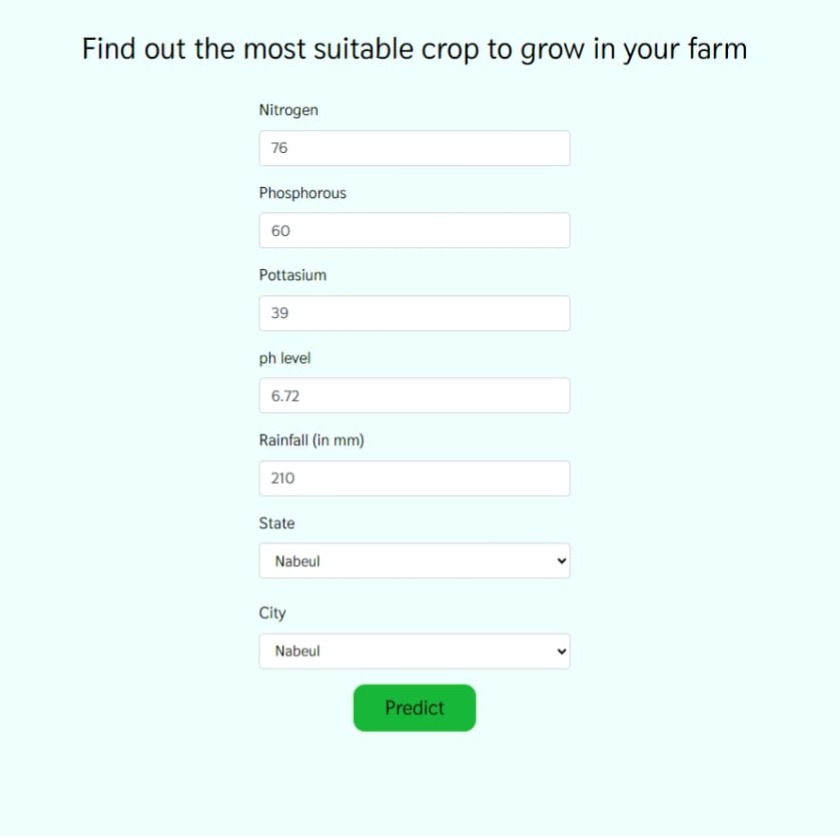 Find out the most suitable crop to grow in your farm
Nitrogen
76
Phosphorous
60
Pottasium
39
ph level
6.72
Rainfall (in mm)
210
State
Nabeul
City
Nabeul
Predict